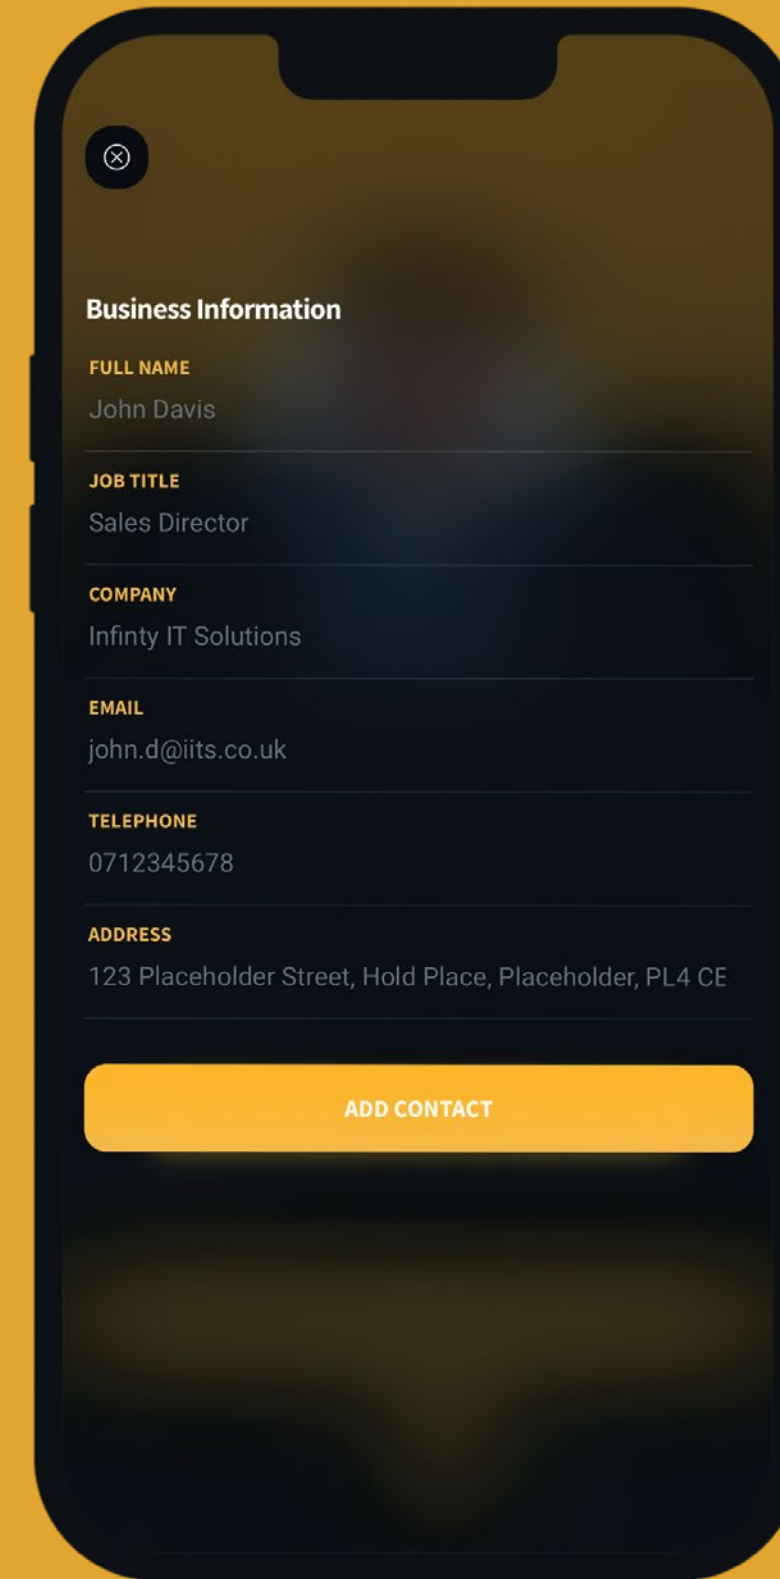 Business Information
FULL NAME
John Davis
JOB TITLE
Sales Director
COMPANY
Infinty IT Solutions
EMAIL
john.d@iits.co.uk
TELEPHONE
0712345678
ADDRESS
123 Placeholder Street, Hold Place, Placeholder, PL4 CE
ADD CONTACT